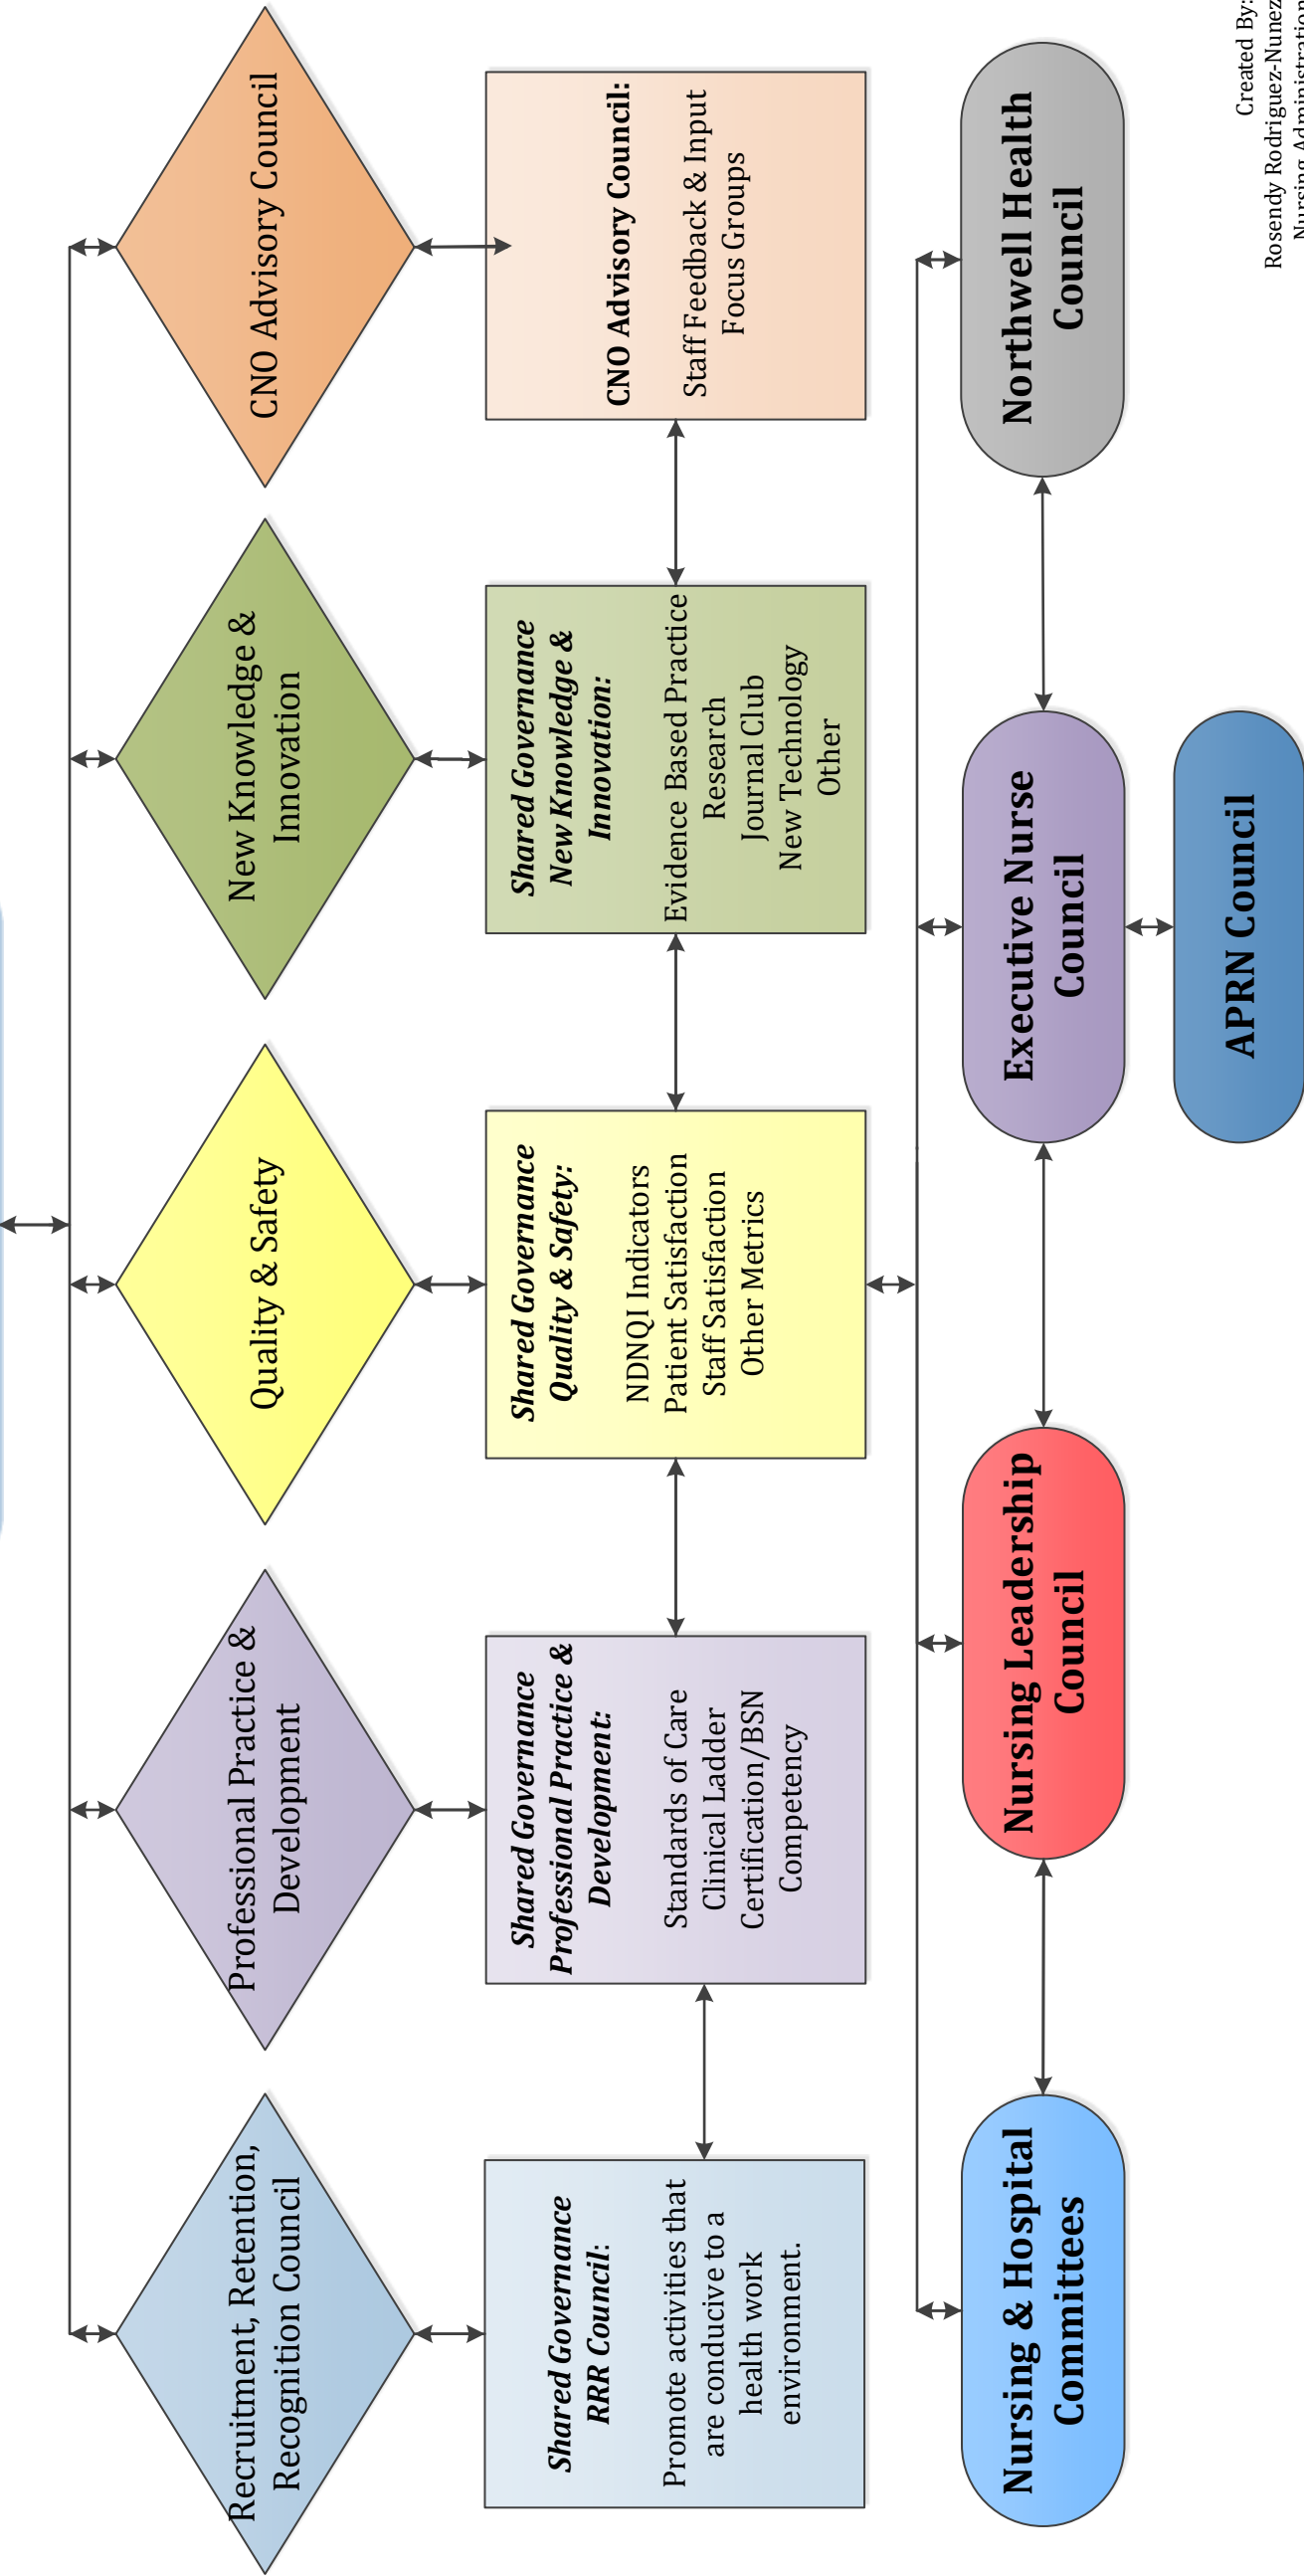 Recruitment, Retention,
Recognition Council
Professional Practice &
Development
Quality & Safety
New Knowledge &
Innovation
CNO Advisory Council
Shared Governance
RRR Council:
Promote activities that
are conducive to a
health work
environment.
Shared Governance
Professional Practice &
Development:
Standards of Care
Clinical Ladder
Certification/BSN
Competency
Shared Governance
Quality & Safety:
NDNQI Indicators
Patient Satisfaction
Staff Satisfaction
Other Metrics
Shared Governance
New Knowledge &
Innovation:
Evidence Based Practice
Research
Journal Club
New Technology
Other
CNO Advisory Council:
Staff Feedback & Input
Focus Groups
Nursing & Hospital
Committees
Nursing Leadership
Council
Executive Nurse
Council
Northwell Health
Council
APRN Council
Created By:
Rosendy Rodriguez-Nunez
Nursing Administration